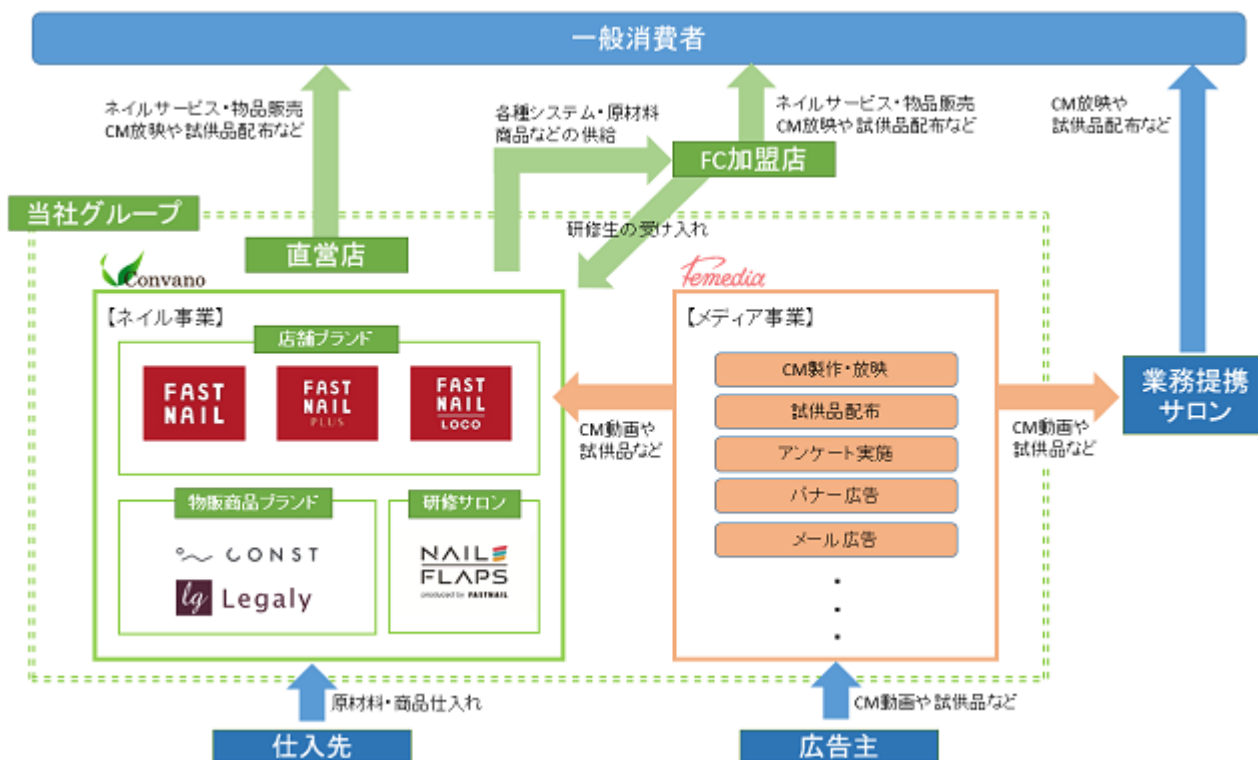 一般消費者
ネイルサービス・物品販売
CM放映や試供品配布など
各種システム・原材料
商品などの供給
ネイルサービス・物品販売
CM放映や試供品配布など
CM放映や
試供品配布など
FC加盟店
当社グループ
研修生の受け入れ
直営店
Convano
Femedia
【ネイル事業】
【メディア事業】
店舗ブランド
FAST
NAIL
FAST
NAIL
PLUS
FAST
NAIL
LOCO
CM製作・放映
試供品配布
アンケート実施
バナー広告
メール広告
・
・
・
CM動画や
試供品など
CM動画や
試供品など
業務提携
サロン
物販商品ブランド
研修サロン
CONST
lg Legaly
NAIL
FLAPS
produced by FASTNAIL
原材料・商品仕入れ
CM動画や試供品など
仕入先
広告主